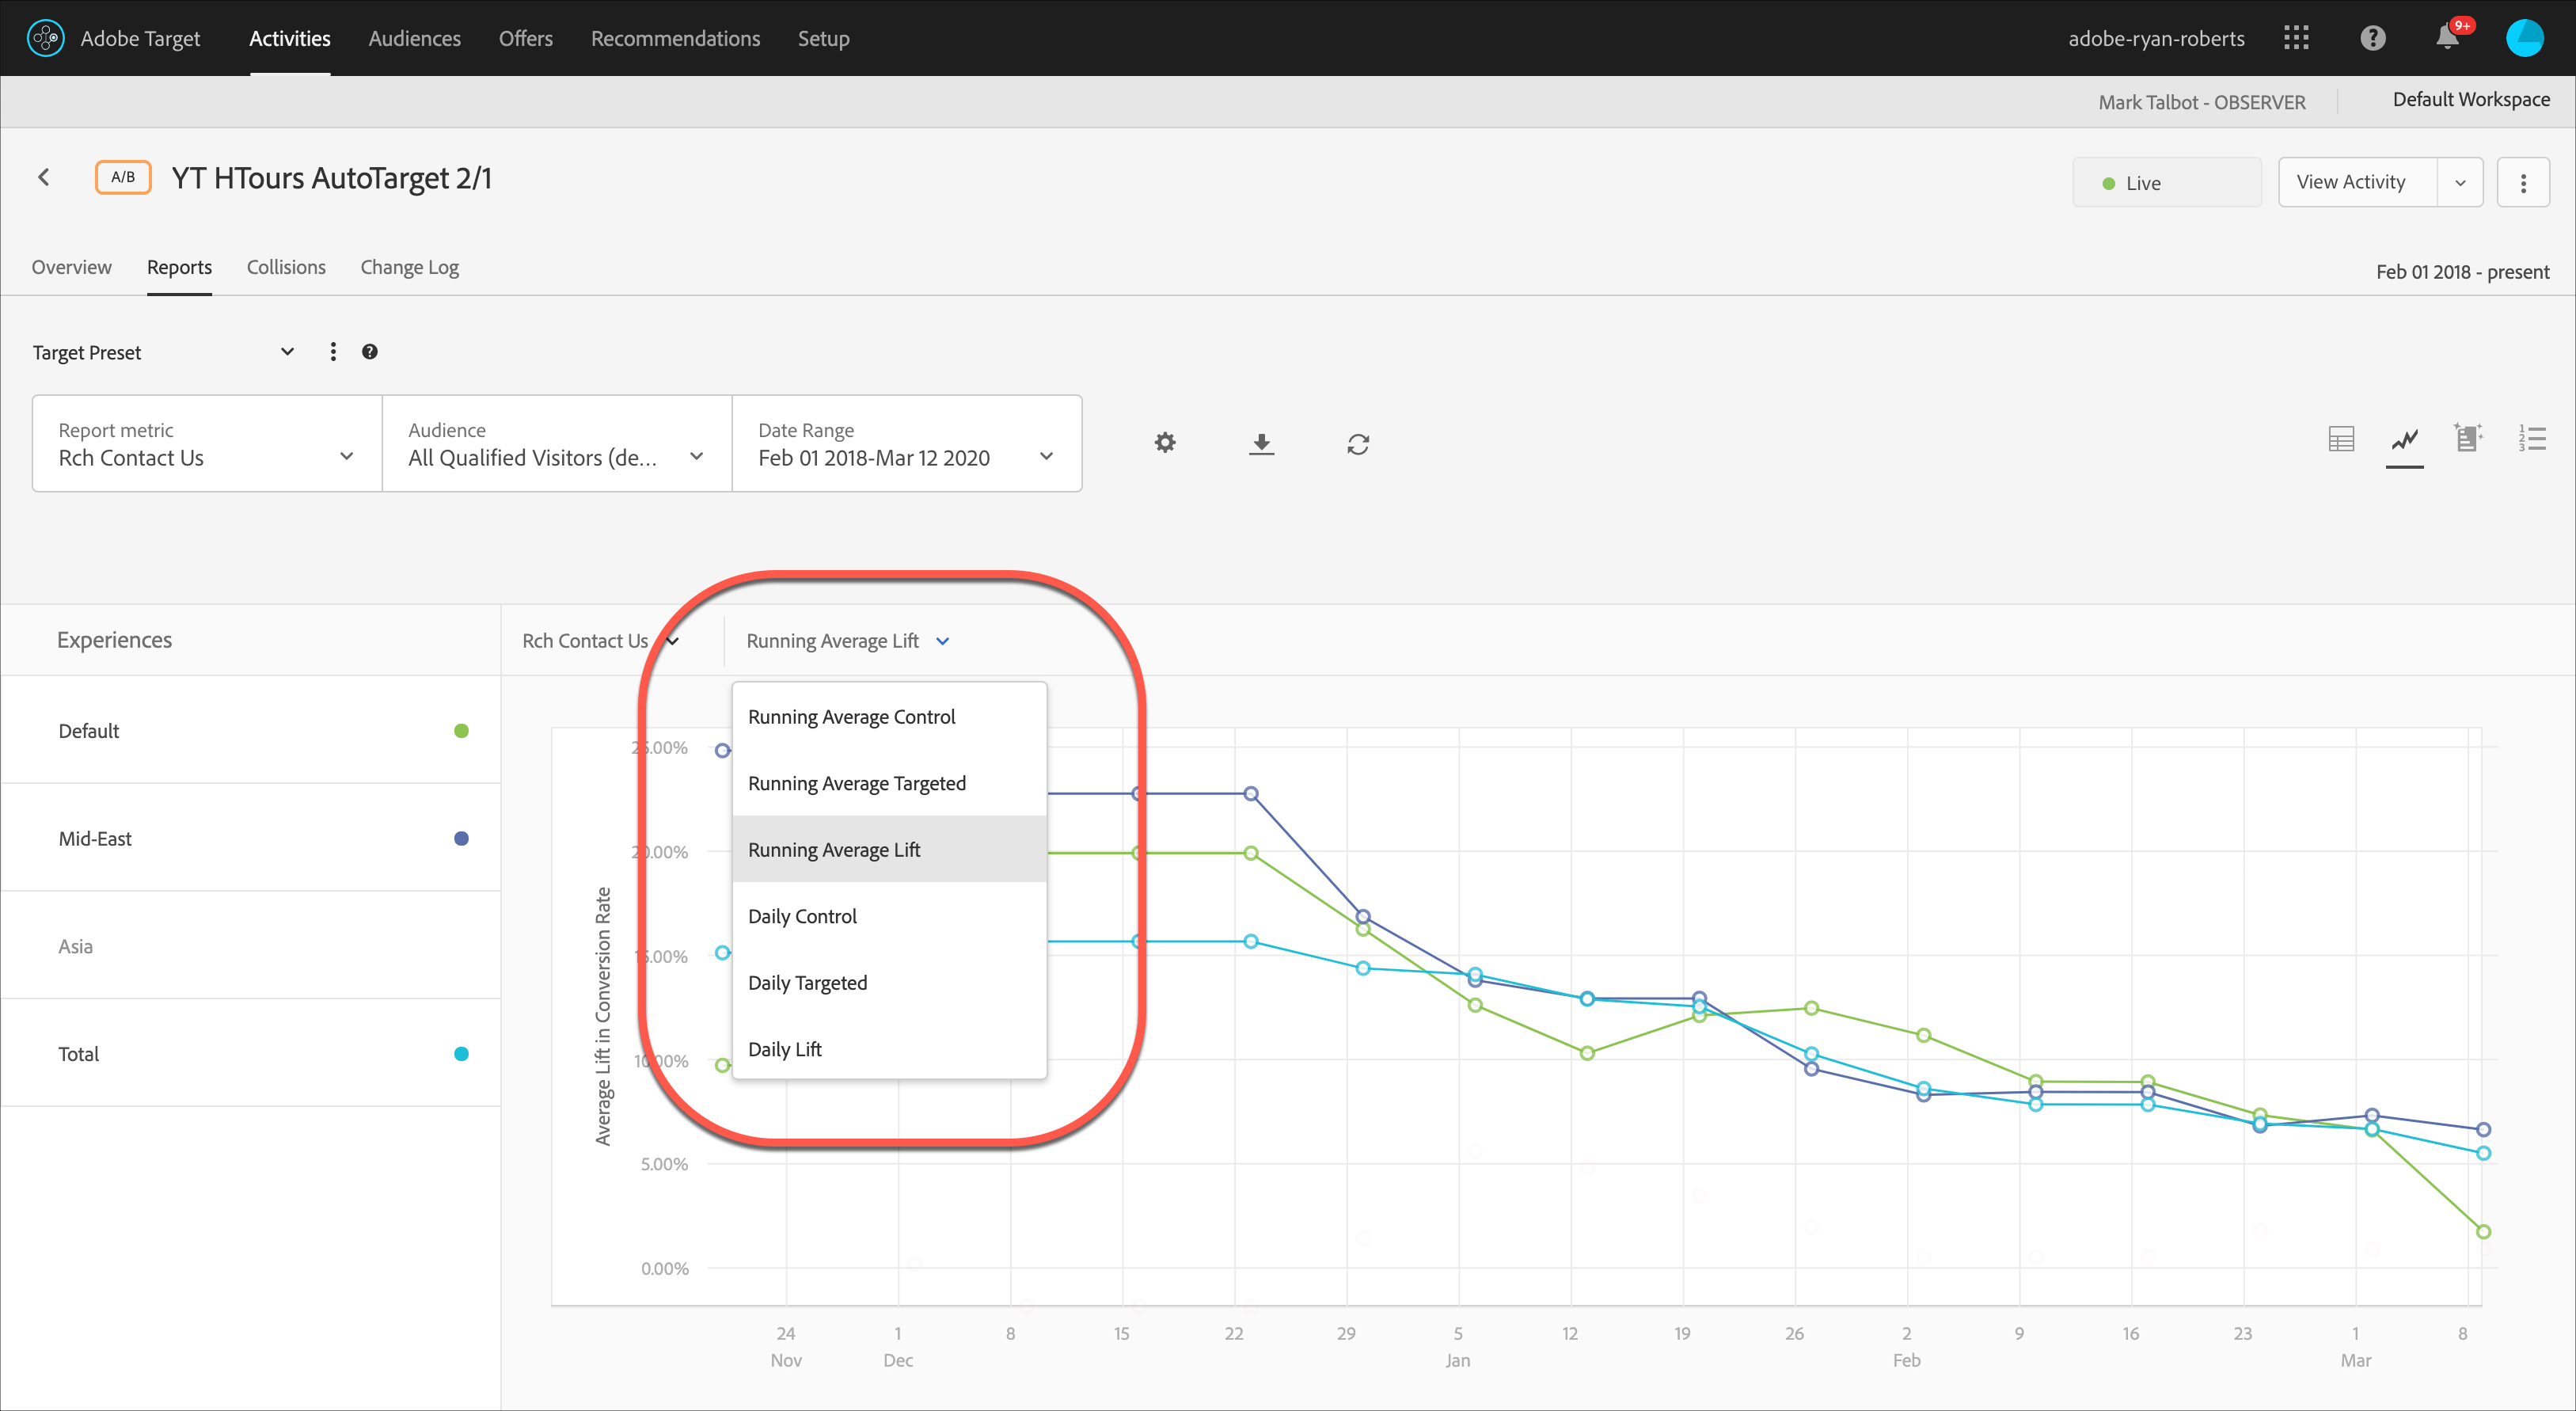 Adobe Target Activities Audiences Offers Recommendations Setup adobe-ryan-roberts ? 9+
Mark Talbot - OBSERVER Default Workspace
A/B YT HTours AutoTarget 2/1 Live View Activity
Overview Reports Collisions Change Log Feb 01 2018 - present
Target Preset ?
Report metric Audience Date Range
Rch Contact Us All Qualified Visitors (de... Feb 01 2018-Mar 12 2020
Experiences Rch Contact Us Running Average Lift
Default
Mid-East
Asia
Total
Running Average Control
Running Average Targeted
Running Average Lift
Daily Control
Daily Targeted
Daily Lift
Average Lift in Conversion Rate
25.00%
20.00%
15.00%
10.00%
5.00%
0.00%
24 1 8 15 22 29 5 12 19 26 2 9 16 23 1 8
Nov Dec Jan Feb Mar